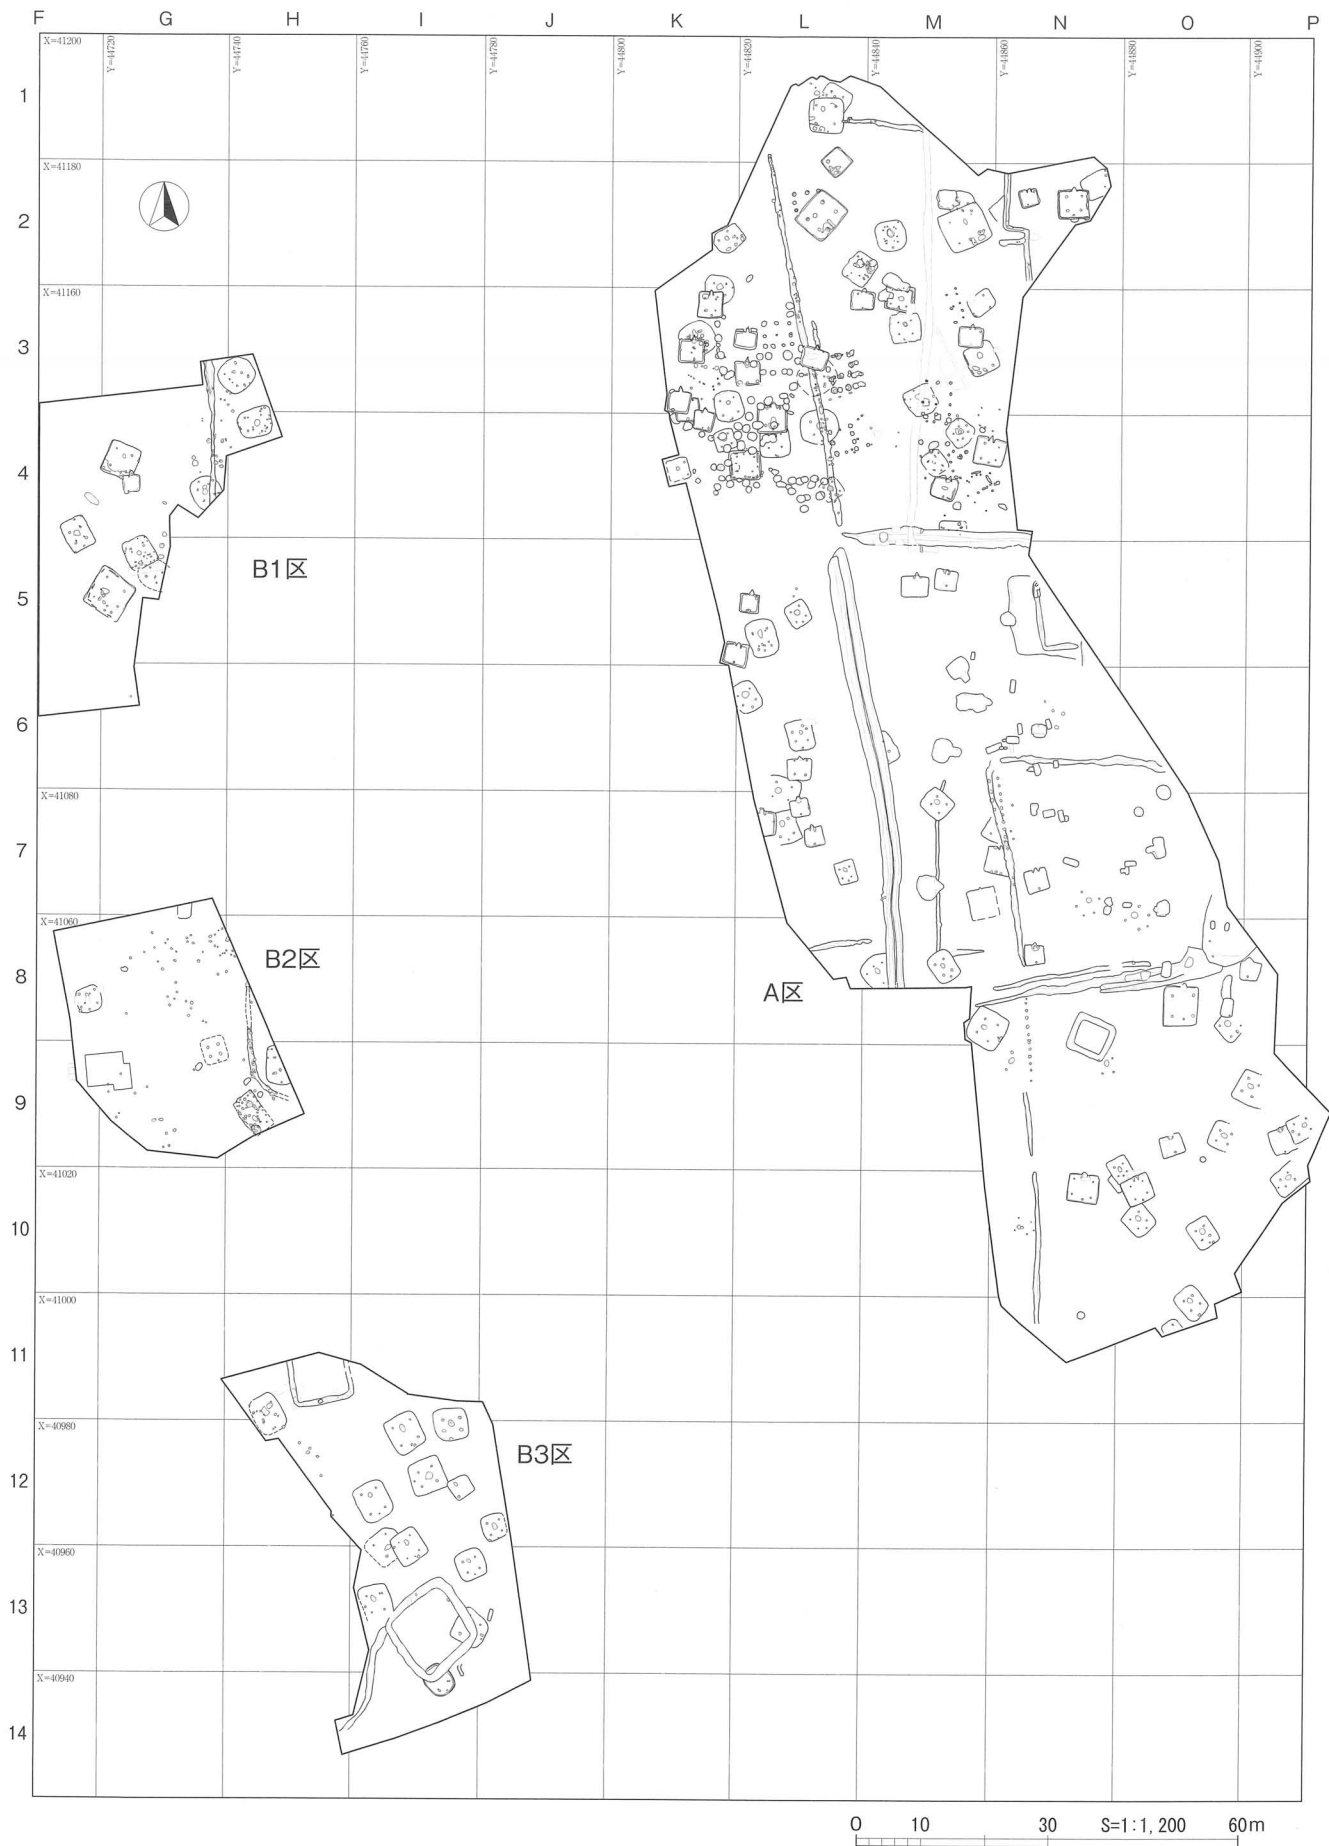 F G H I J K L M N O P
X=41200
Y=44720
Y=44740
Y=44760
Y=44780
Y=44800
Y=44820
Y=44840
Y=44860
Y=44880
Y=44900
1
X=41180
2
X=41160
3
4
B1区
5
6
X=41080
7
X=41060
B2区
8
A区
9
X=41020
10
X=41000
11
X=40980
B3区
12
X=40960
13
X=40940
14
0 10 30 S=1:1,200 60m